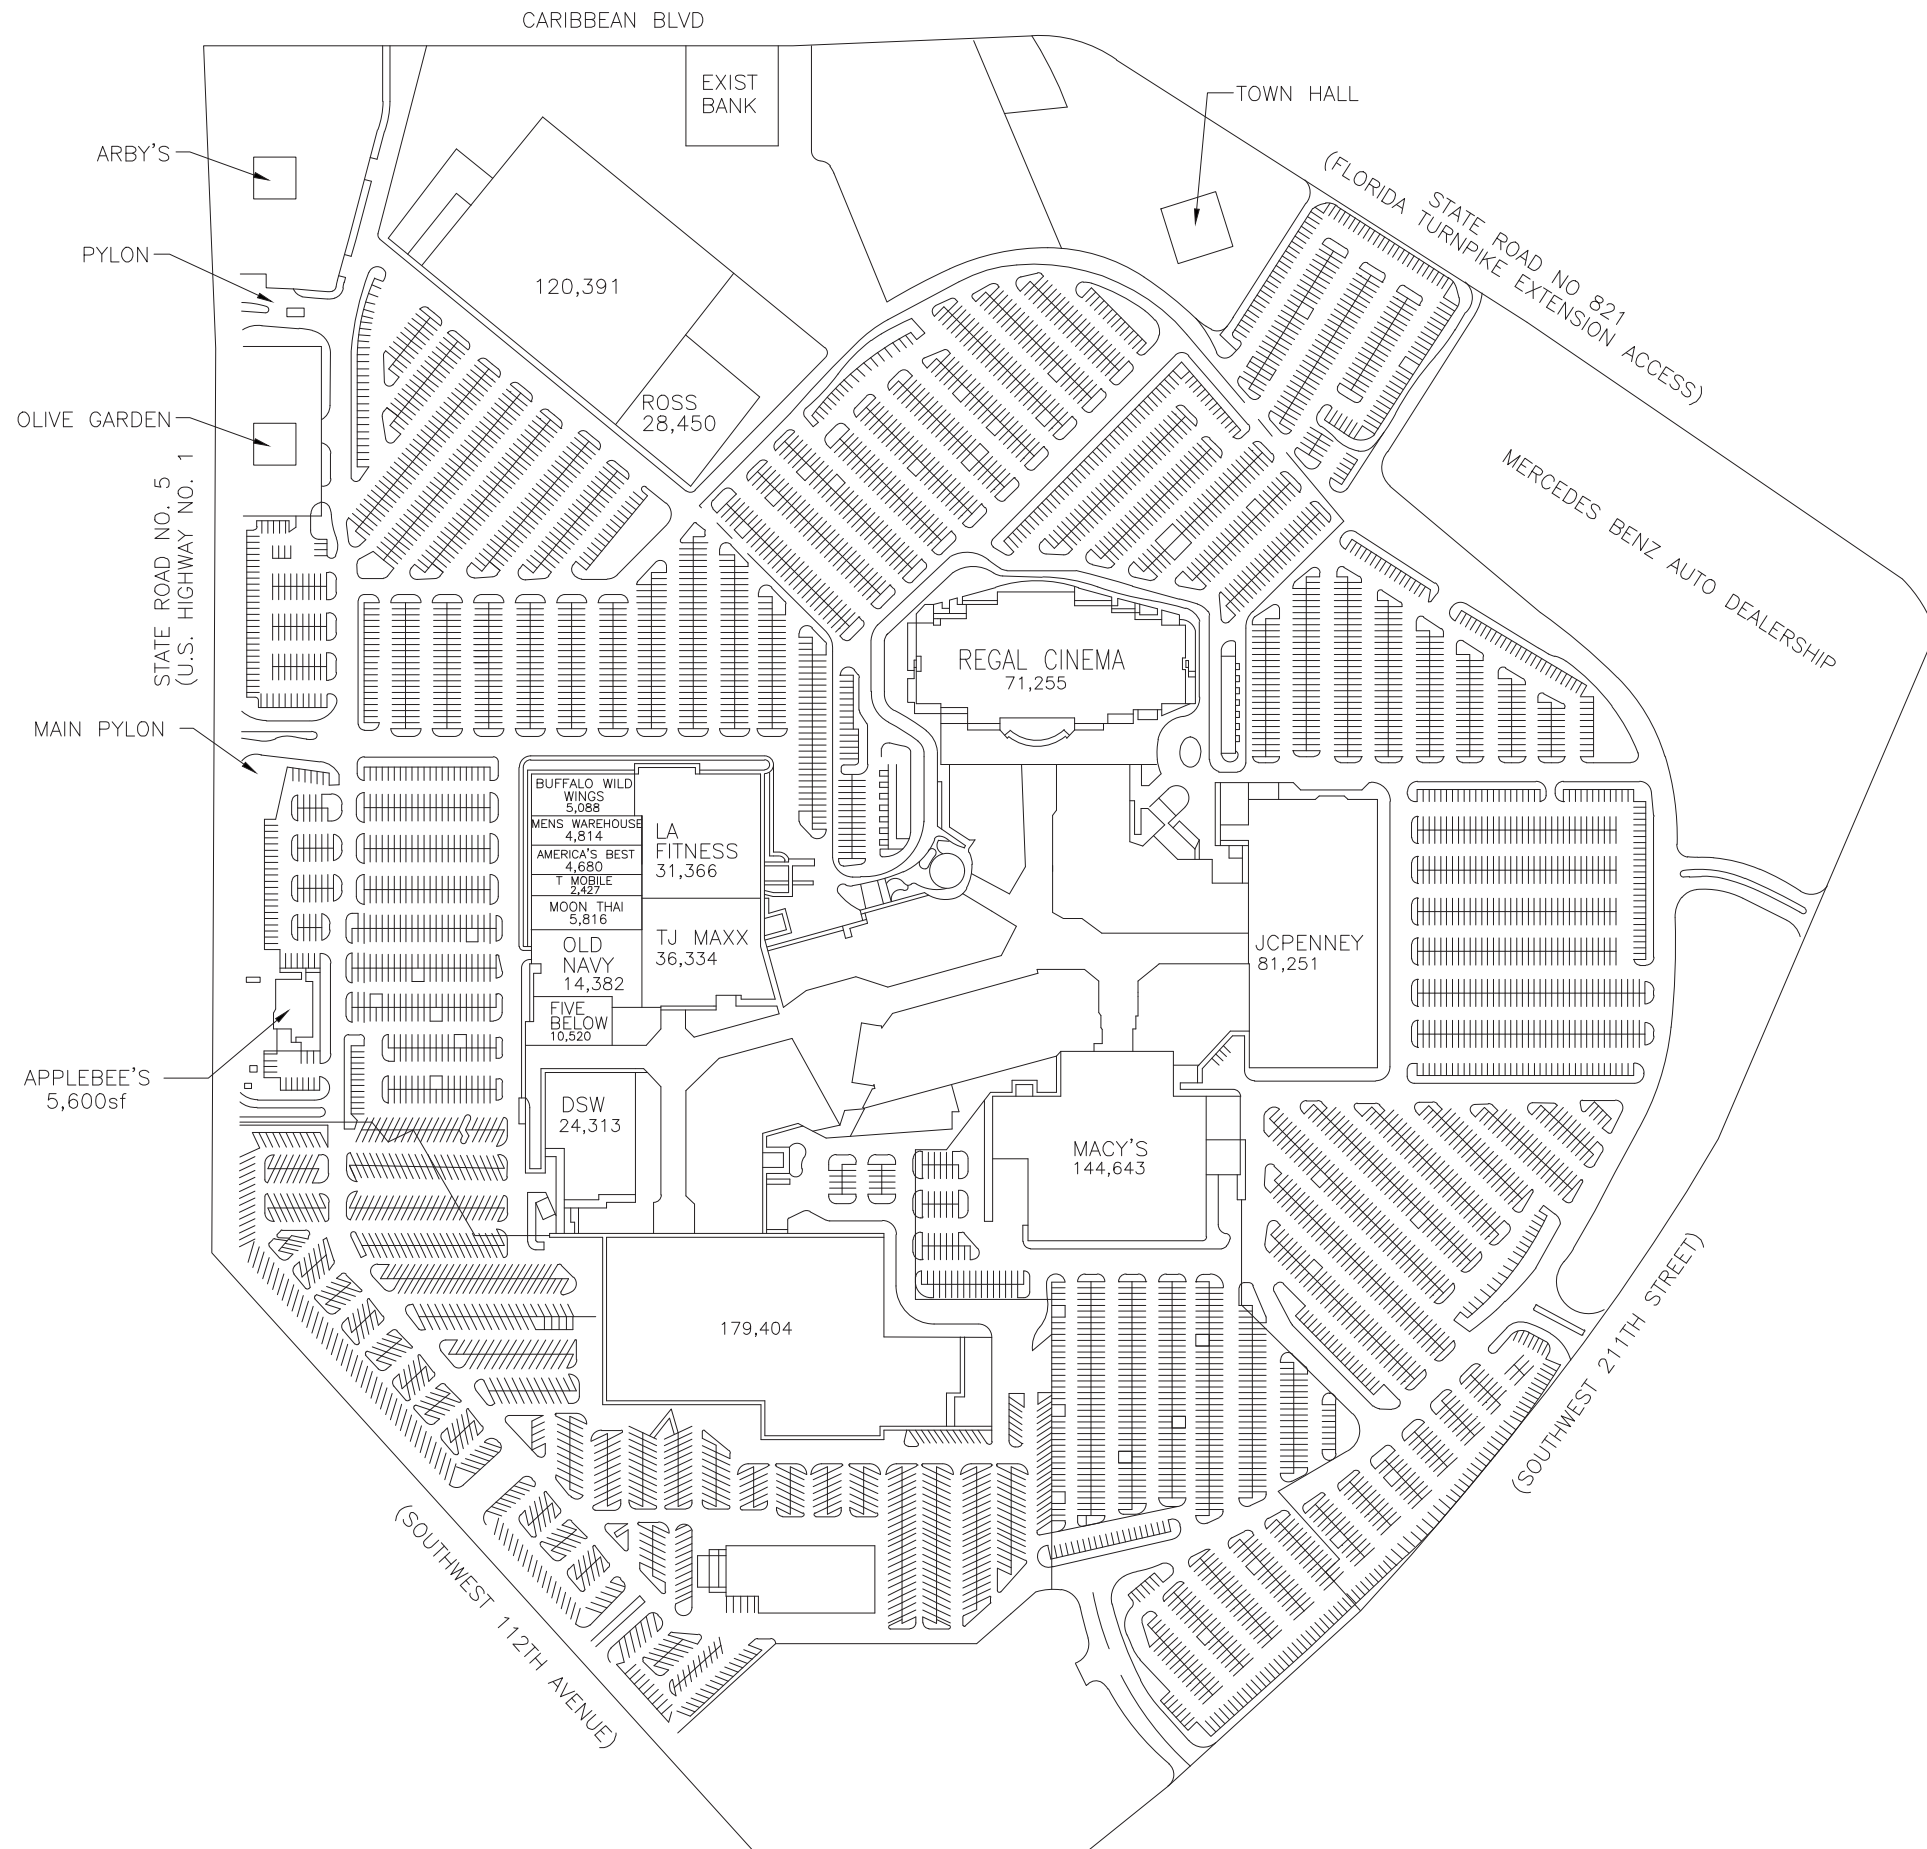 CARIBBEAN BLVD
EXIST
BANK
TOWN HALL
ARBY'S
STATE ROAD NO 821
(FLORIDA TURNPIKE EXTENSION ACCESS)
PYLON
120,391
ROSS
28,450
OLIVE GARDEN
STATE ROAD NO. 5
(U.S. HIGHWAY NO. 1
MERCEDES BENZ AUTO DEALERSHIP
REGAL CINEMA
71,255
MAIN PYLON
BUFFALO WILD
WINGS
5,088
MENS WAREHOUSE
4,814
AMERICA'S BEST
4,680
T MOBILE
2,427
MOON THAI
5,816
LA
FITNESS
31,366
OLD
NAVY
14,382
TJ MAXX
36,334
JCPENNEY
81,251
FIVE
BELOW
10,520
APPLEBEE'S
5,600sf
DSW
24,313
MACY'S
144,643
179,404
(SOUTHWEST 211TH STREET)
(SOUTHWEST 112TH AVENUE)